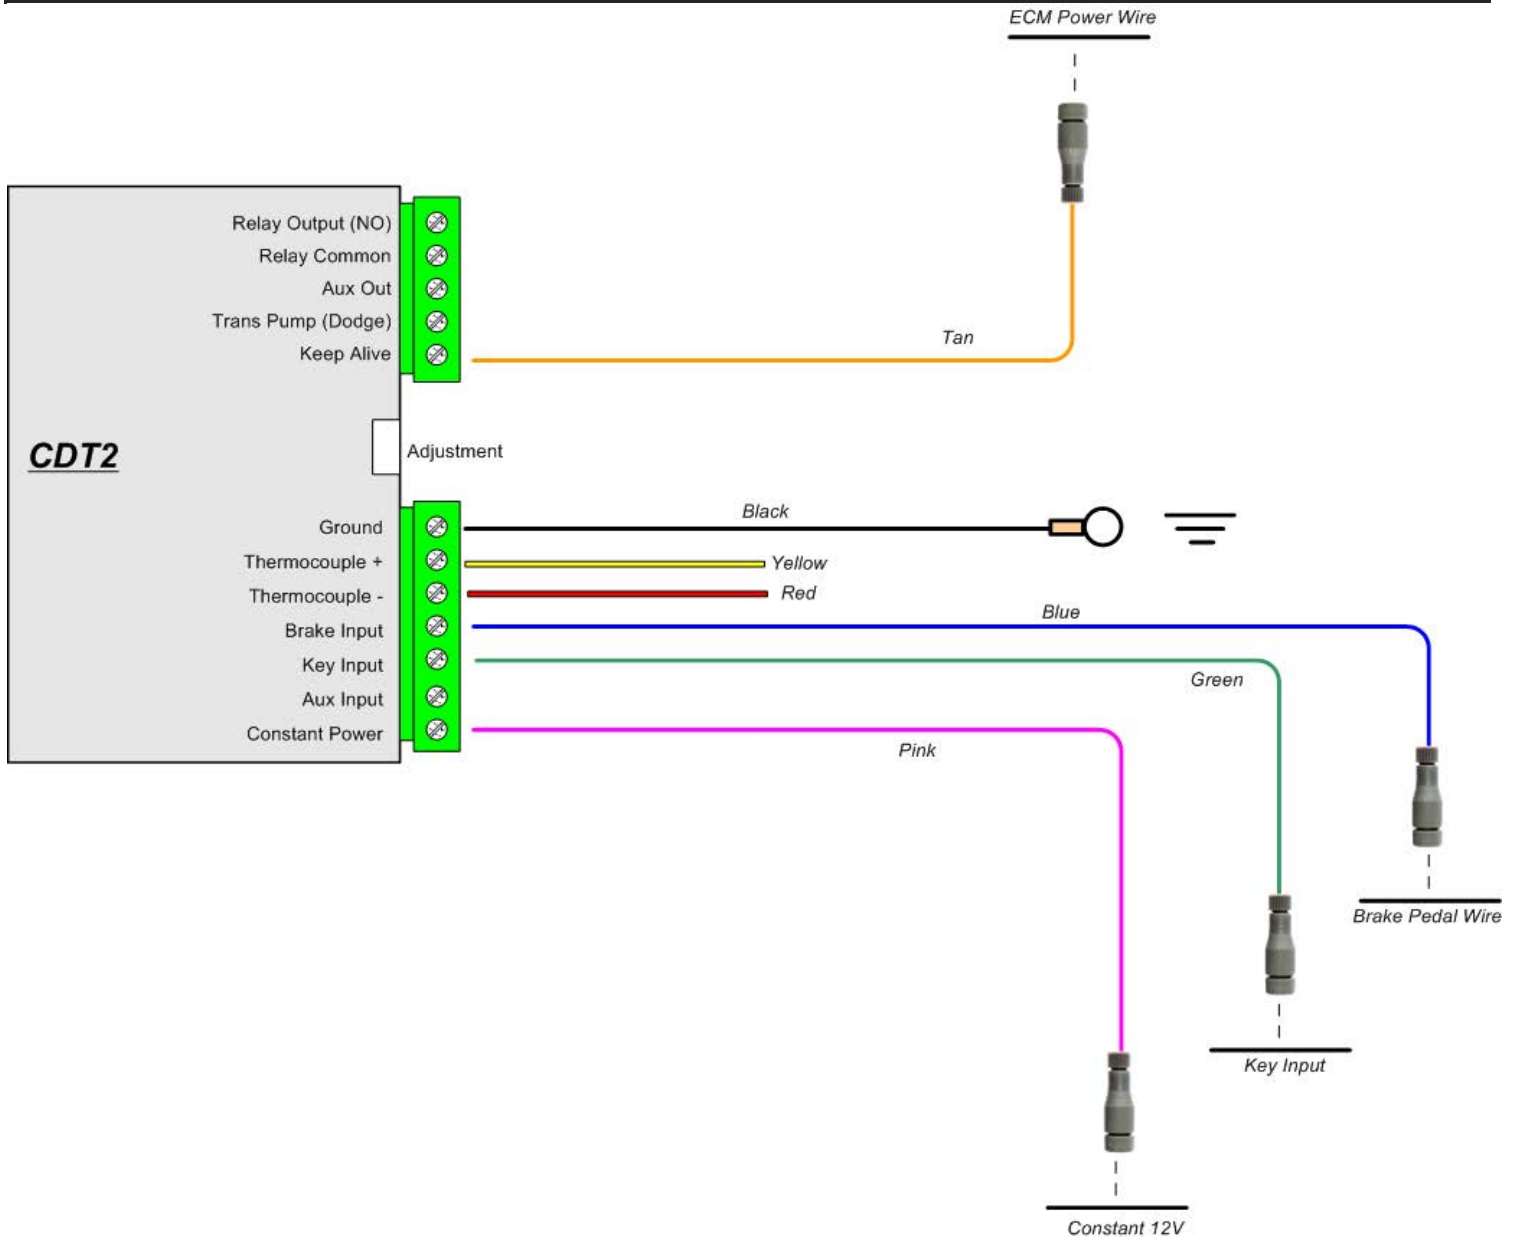 ECM Power Wire
Relay Output (NO)
Relay Common
Aux Out
Trans Pump (Dodge)
Keep Alive
Tan
CDT2
Adjustment
Ground
Black
Thermocouple +
Yellow
Thermocouple -
Red
Brake Input
Blue
Key Input
Green
Aux Input
Constant Power
Pink
Brake Pedal Wire
Key Input
Constant 12V